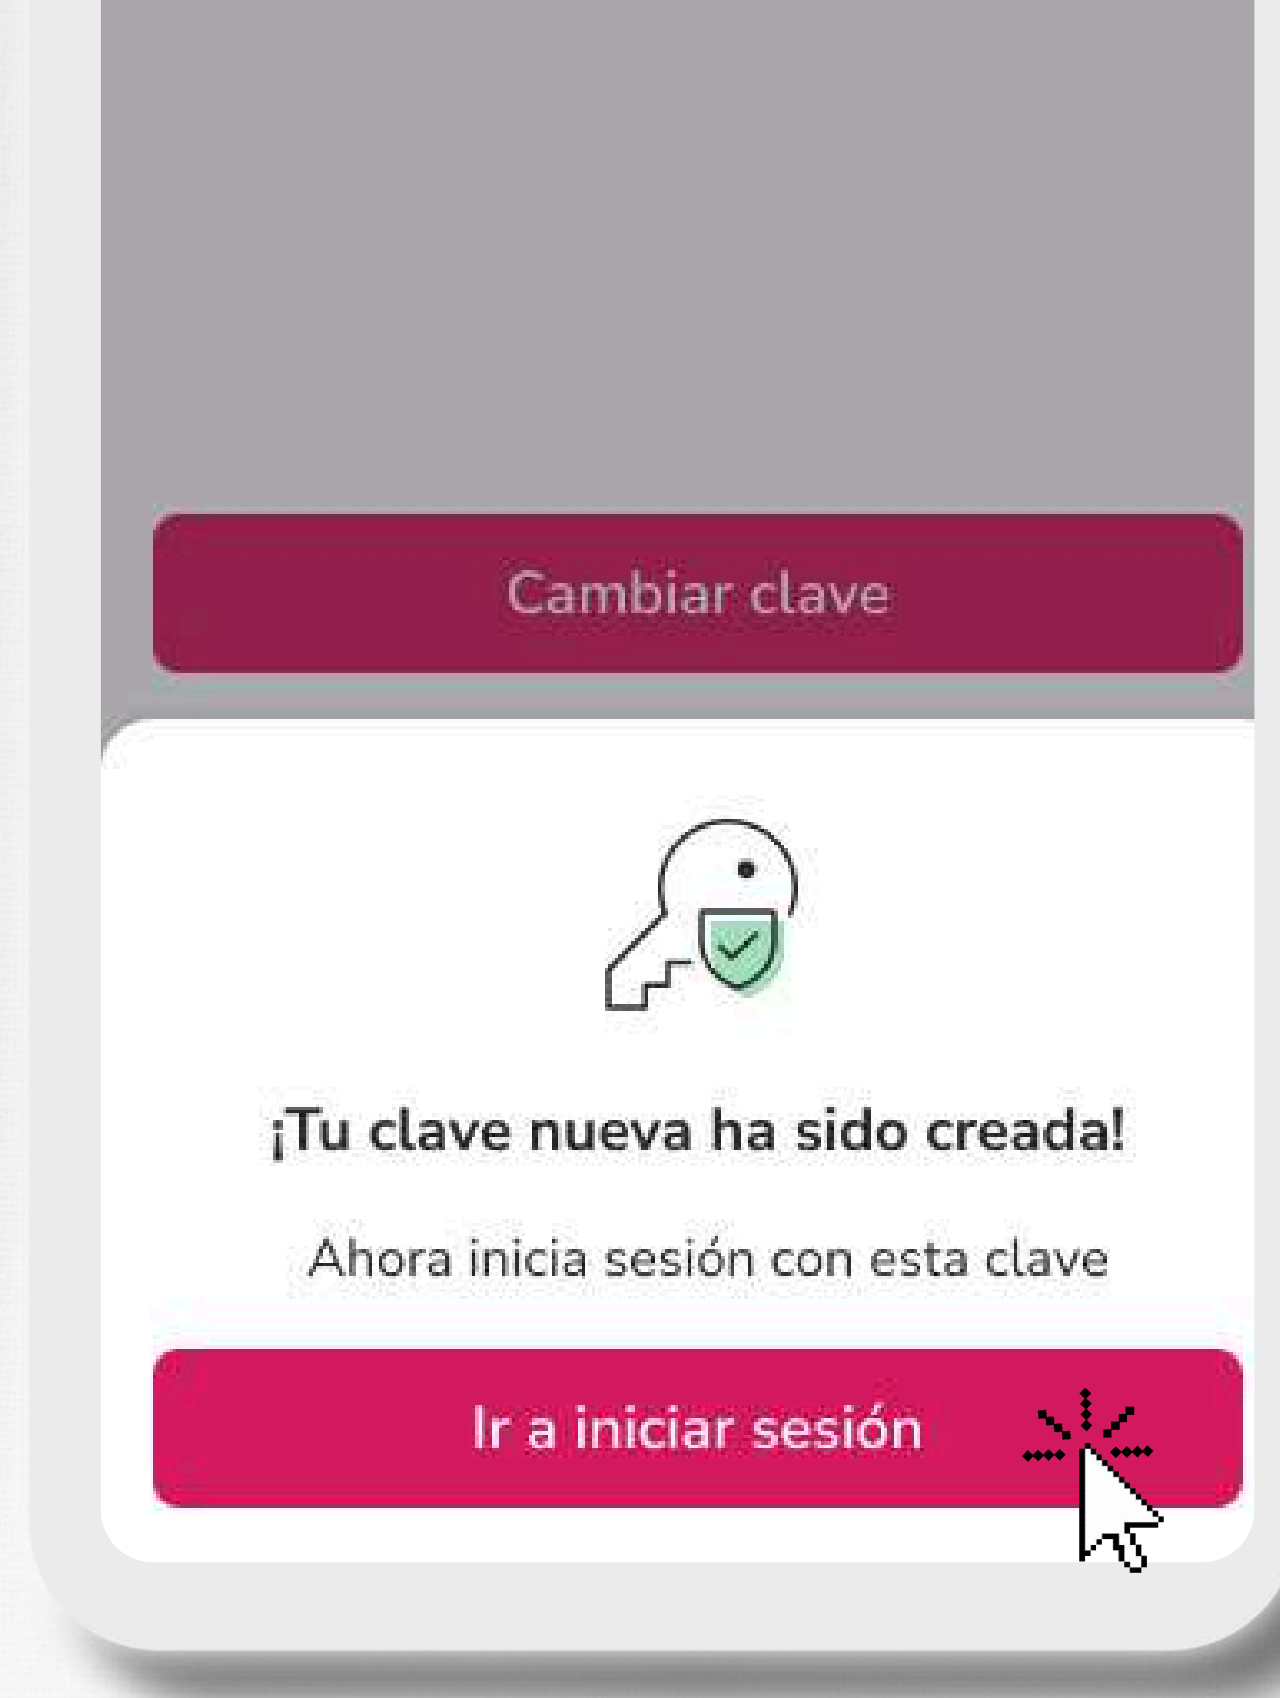 Cambiar clave
¡Tu clave nueva ha sido creada!
Ahora inicia sesión con esta clave
Ir a iniciar sesión